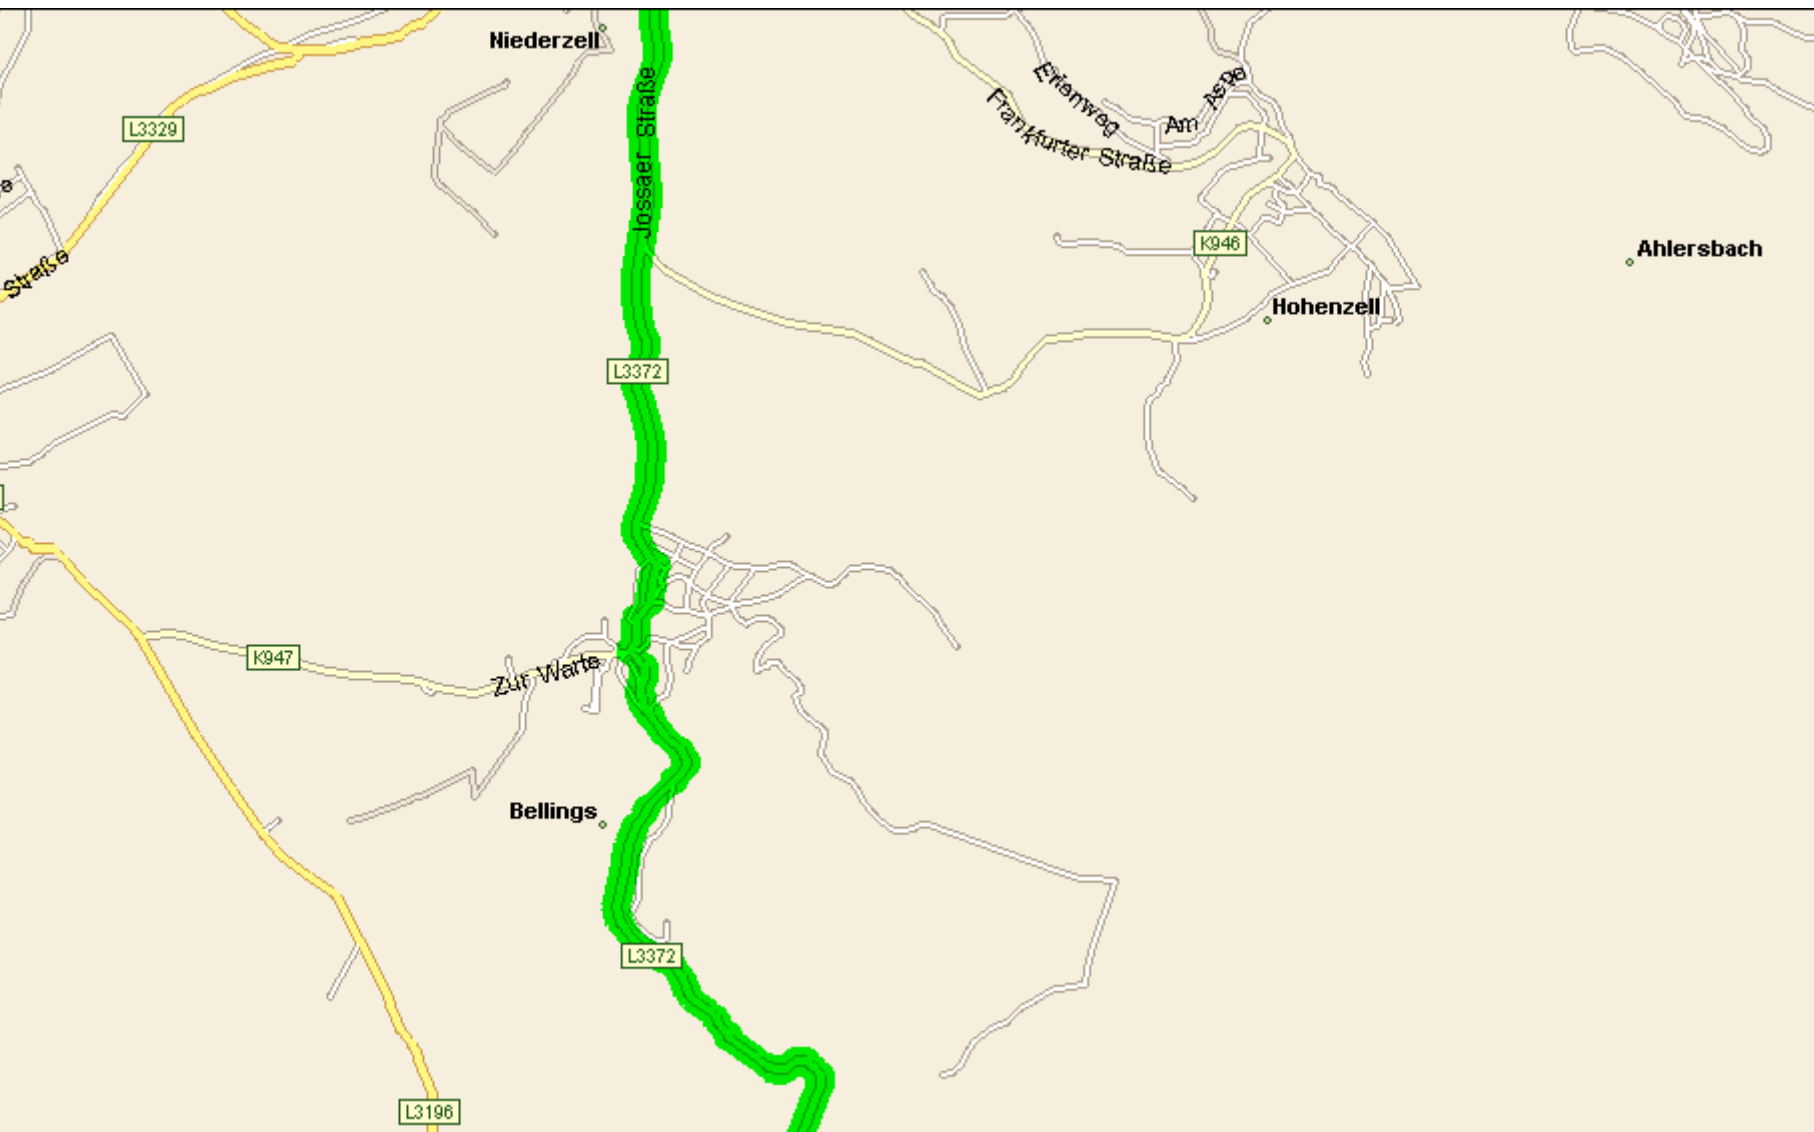 Niederzell
L3329
Jossaer Straße
Erlenweg
Am Aspe
Frankfurter Straße
e
Straße
K946
Ahlersbach
Hohenzell
L3372
K947
Zur Warte
Bellings
L3372
L3196